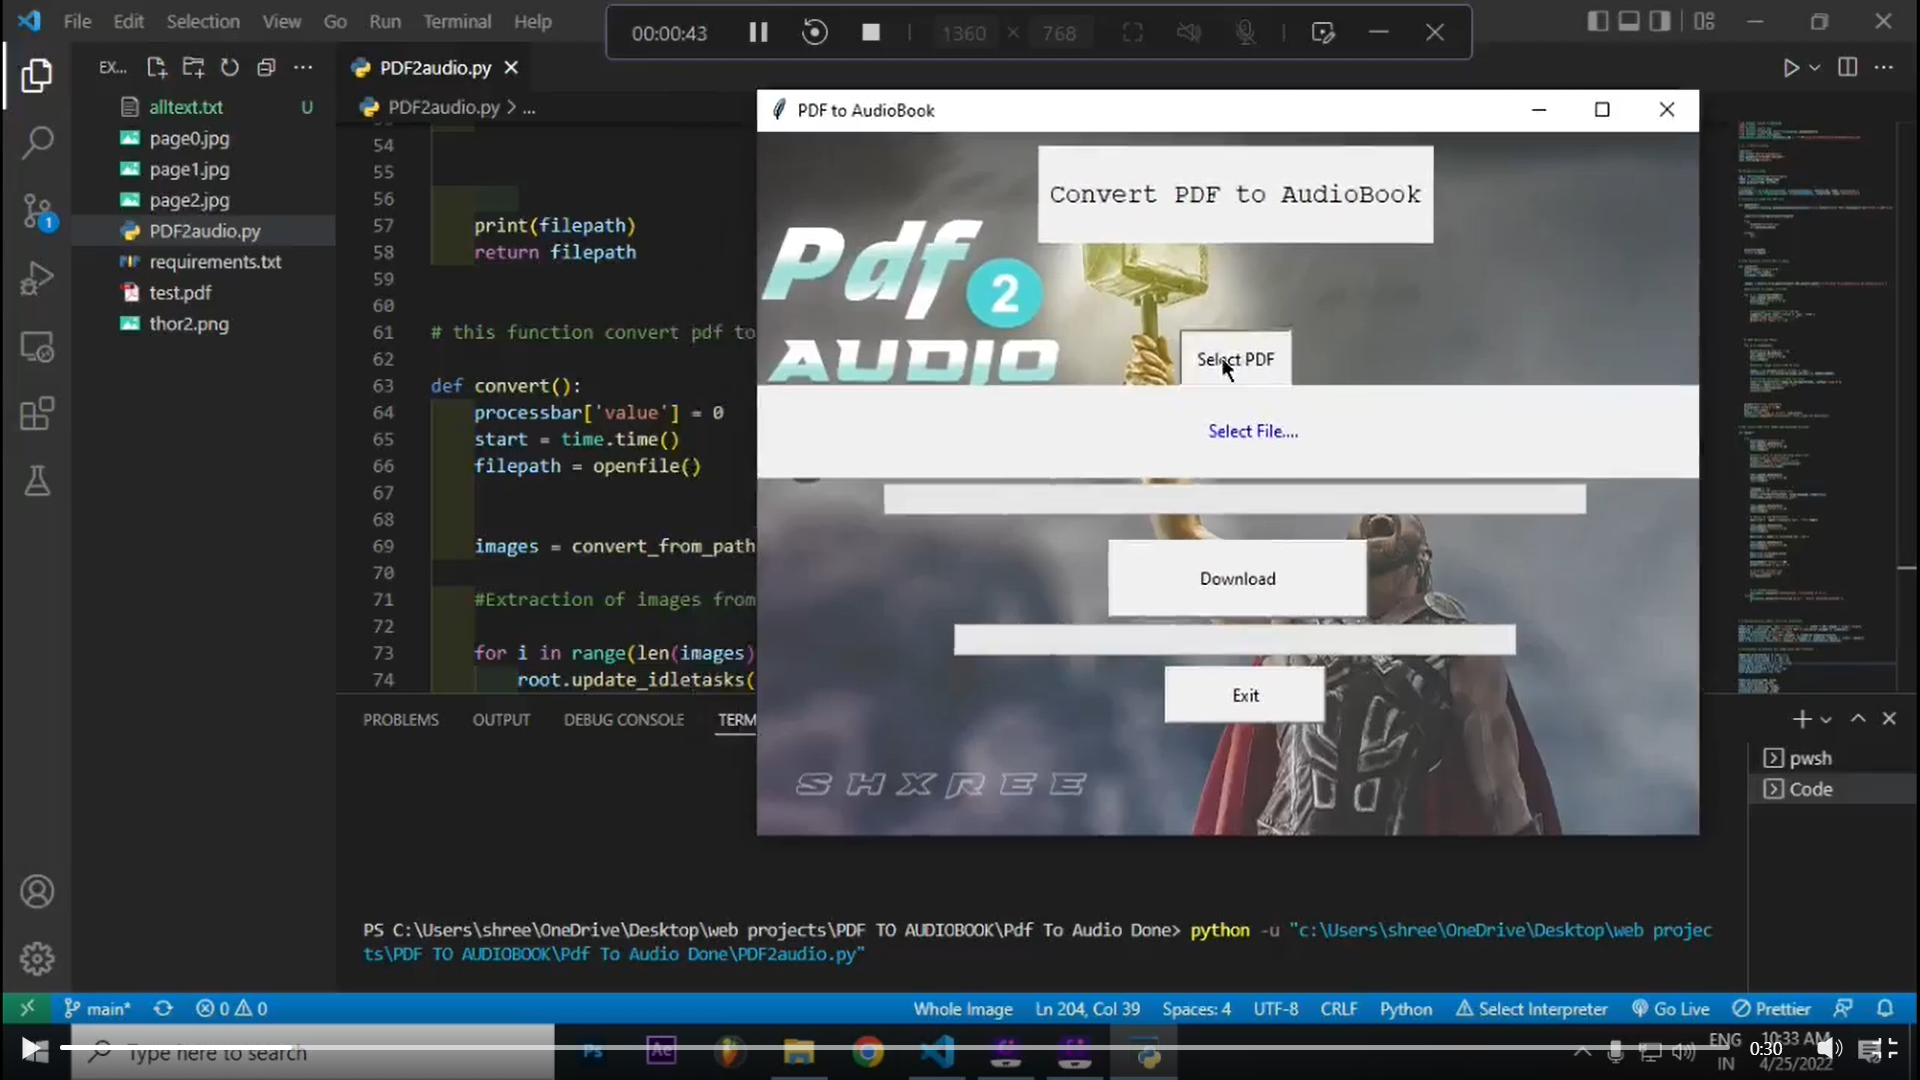 File Edit Selection View Go Run Terminal Help
00:00:43 1360 × 768
EX... PDF2audio.py
PDF2audio.py > ...
alltext.txt U
page0.jpg
page1.jpg
page2.jpg
PDF2audio.py
requirements.txt
test.pdf
thor2.png
54
55
56
57 print(filepath)
58 return filepath
59
60
61 # this function convert pdf to
62
63 def convert():
64 processbar['value'] = 0
65 start = time.time()
66 filepath = openfile()
67
68
69 images = convert_from_path
70
71 #Extraction of images from
72
73 for i in range(len(images)
74 root.update_idletasks(
PDF to AudioBook
Convert PDF to AudioBook
Pdf 2
AUDIO
Select PDF
Select File....
Download
Exit
SHXREE
PROBLEMS OUTPUT DEBUG CONSOLE TERM
pwsh
Code
PS C:\Users\shree\OneDrive\Desktop\web projects\PDF TO AUDIOBOOK\Pdf To Audio Done> python -u "c:\Users\shree\OneDrive\Desktop\web projec
ts\PDF TO AUDIOBOOK\Pdf To Audio Done\PDF2audio.py"
1
main* 0 0 Whole Image Ln 204, Col 39 Spaces: 4 UTF-8 CRLF Python Select Interpreter Go Live Prettier
Type here to search Ps Ae ENG 10:33 AM 0:30
IN 4/25/2022